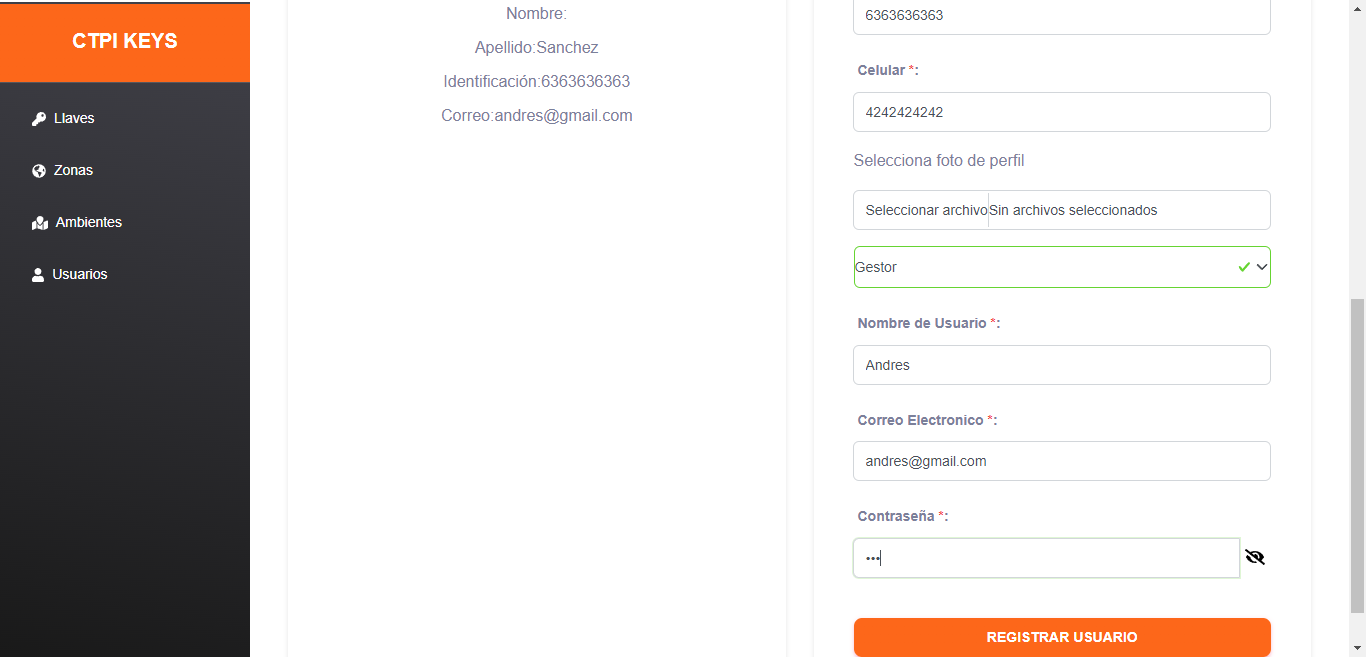 CTPI KEYS
Llaves
Zonas
Ambientes
Usuarios
Nombre:
Apellido:Sanchez
Identificación:6363636363
Correo:andres@gmail.com
6363636363
Celular *:
4242424242
Selecciona foto de perfil
Seleccionar archivo Sin archivos seleccionados
Gestor
Nombre de Usuario *:
Andres
Correo Electronico *:
andres@gmail.com
Contraseña *:
•••
REGISTRAR USUARIO